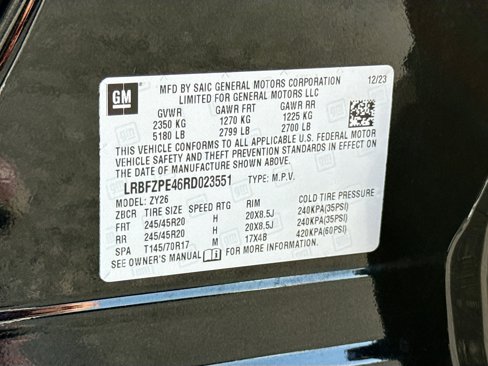 GM
MFD BY SAIC GENERAL MOTORS CORPORATION 12/23
LIMITED FOR GENERAL MOTORS LLC
GVWR GAWR FRT GAWR RR
2350 KG 1270 KG 1225 KG
5180 LB 2799 LB 2700 LB
THIS VEHICLE CONFORMS TO ALL APPLICABLE U.S. FEDERAL MOTOR
VEHICLE SAFETY AND THEFT PREVENTION STANDARDS IN EFFECT ON
THE DATE OF MANUFACTURE SHOWN ABOVE.
LRBFZPE46RD023551 TYPE: M.P.V.
MODEL: ZY26
ZBCR TIRE SIZE SPEED RTG RIM COLD TIRE PRESSURE
FRT 245/45R20 H 20X8.5J 240KPA(35PSI)
RR 245/45R20 H 20X8.5J 240KPA(35PSI)
SPA T145/70R17 M 17X4B 420KPA(60PSI)
SEE OWNER'S MANUAL FOR MORE INFORMATION.